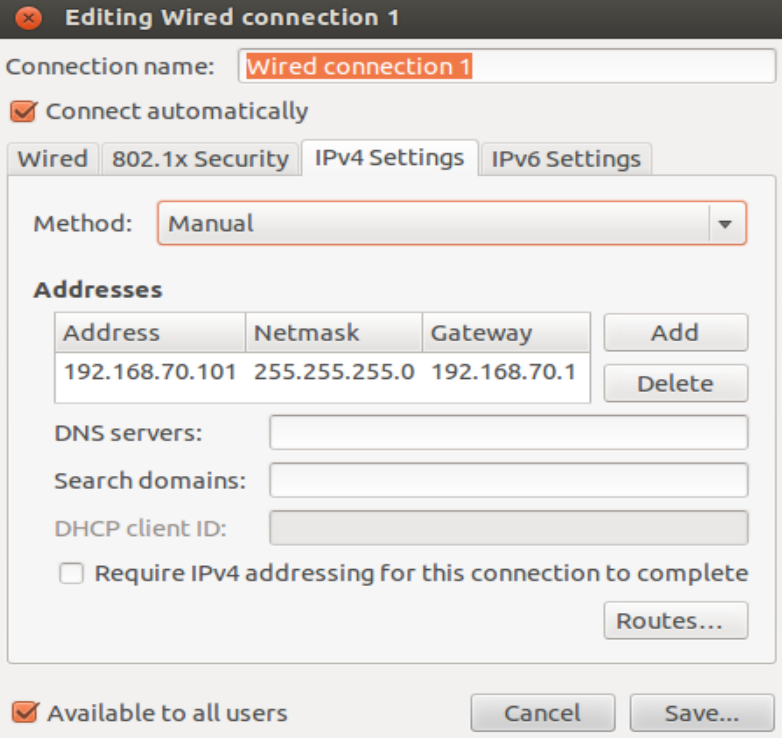 Editing Wired connection 1
Connection name: Wired connection 1
Connect automatically
Wired 802.1x Security IPv4 Settings IPv6 Settings
Method: Manual
Addresses
Address Netmask Gateway Add
192.168.70.101 255.255.255.0 192.168.70.1
Delete
DNS servers:
Search domains:
DHCP client ID:
Require IPv4 addressing for this connection to complete
Routes...
Available to all users Cancel Save...